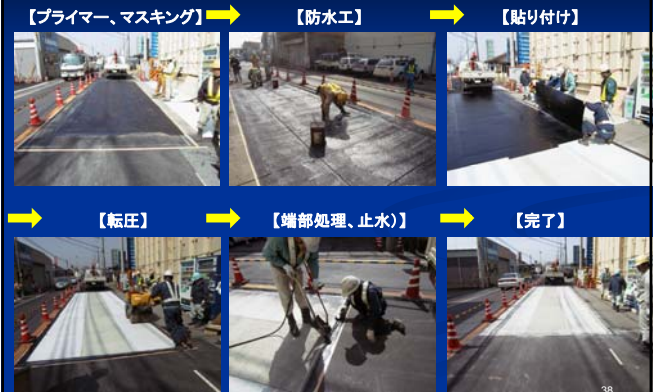 【プライマー、マスキング】
【防水工】
【貼り付け】
【転圧】
【端部処理、止水）】
【完了】
38